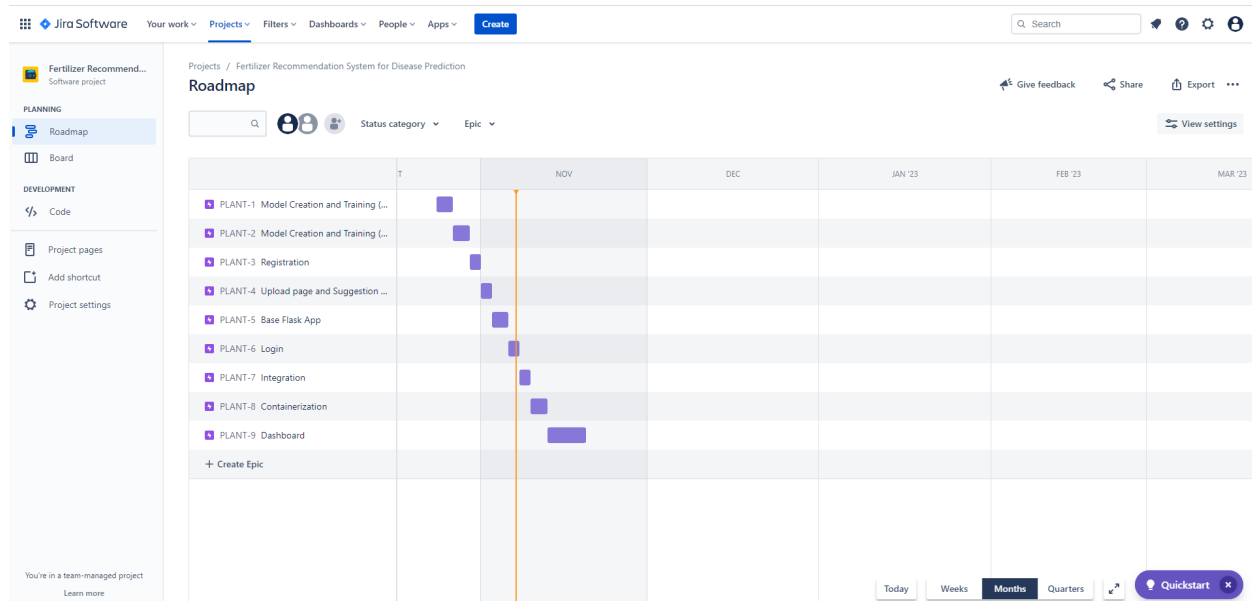 Jira Software Your work Projects Filters Dashboards People Apps Create Search
Fertilizer Recommend...
Software project
PLANNING
Roadmap
Board
DEVELOPMENT
Code
Project pages
Add shortcut
Project settings
You're in a team-managed project
Learn more
Projects / Fertilizer Recommendation System for Disease Prediction
Roadmap
Give feedback Share Export
Status category Epic View settings
T NOV DEC JAN '23 FEB '23 MAR '23
PLANT-1 Model Creation and Training (...
PLANT-2 Model Creation and Training (...
PLANT-3 Registration
PLANT-4 Upload page and Suggestion ...
PLANT-5 Base Flask App
PLANT-6 Login
PLANT-7 Integration
PLANT-8 Containerization
PLANT-9 Dashboard
+ Create Epic
Today Weeks Months Quarters Quickstart